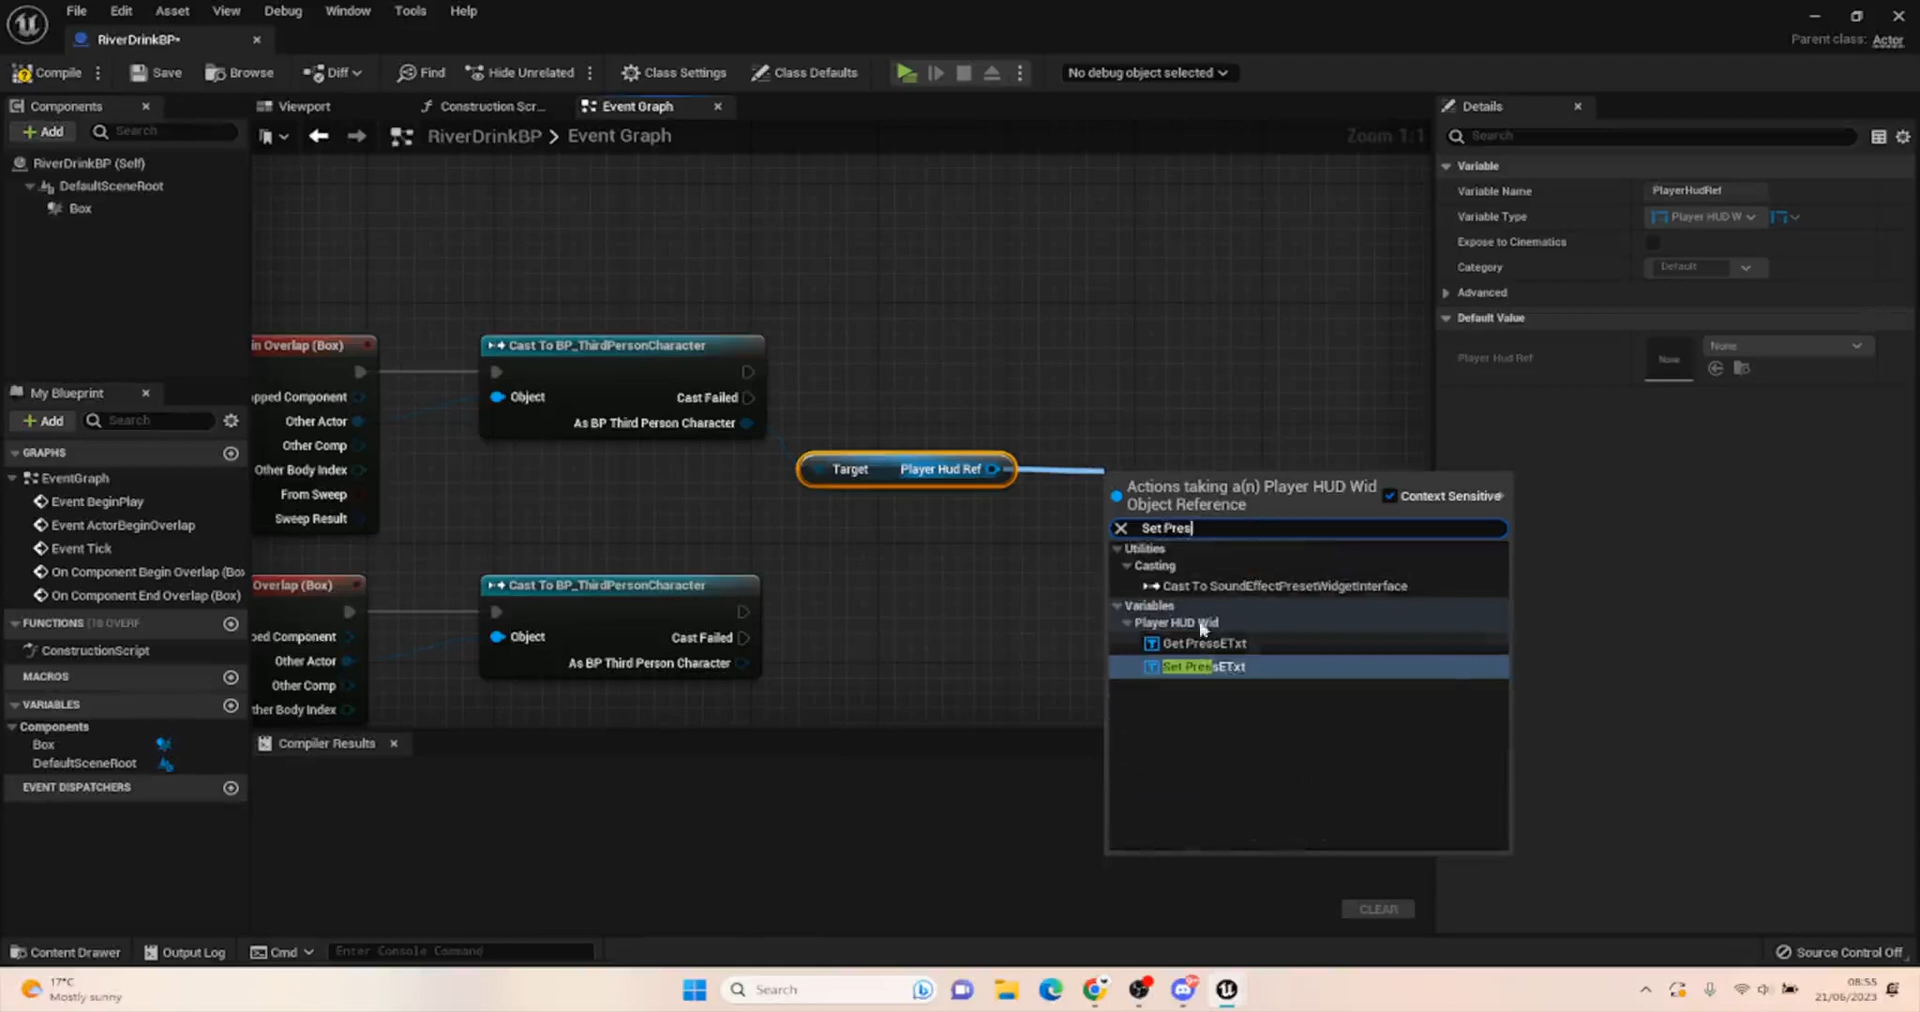 File Edit View Debug Window Tools Help
RiverDrinkBP•
Parent class: Actor
Compile Save Browse Diff Find Hide Unrelated Class Settings Class Defaults No debug object selected
Components
Add Search
RiverDrinkBP (Self)
DefaultSceneRoot
Box
My Blueprint
Add Search
GRAPHS
EventGraph
Event BeginPlay
Event ActorBeginOverlap
Event Tick
On Component Begin Overlap (Box
On Component End Overlap (Box)
FUNCTIONS (18 OVERF
ConstructionScript
MACROS
VARIABLES
Components
Box
DefaultSceneRoot
EVENT DISPATCHERS
Viewport Construction Scr... Event Graph
RiverDrinkBP > Event Graph
Zoom 1:1
in Overlap (Box)
pped Component
Other Actor
Other Comp
Other Body Index
From Sweep
Sweep Result
Cast To BP_ThirdPersonCharacter
Object
Cast Failed
As BP Third Person Character
Target Player Hud Ref
Overlap (Box)
ped Component
Other Actor
Other Comp
ther Body Index
Cast To BP_ThirdPersonCharacter
Object
Cast Failed
As BP Third Person Character
Actions taking a(n) Player HUD Wid
Object Reference
Context Sensitive
Set Pres
Utilities
Casting
Cast To SoundEffectPresetWidgetInterface
Variables
Player HUD Wid
Get PressETxt
Set PressETxt
Compiler Results
CLEAR
Details
Search
Variable
Variable Name PlayerHudRef
Variable Type Player HUD W
Expose to Cinematics
Category Default
Advanced
Default Value
Player Hud Ref None None
Content Drawer Output Log Cmd Enter Console Command
Source Control Off
17°C
Mostly sunny
Search
08:55
21/06/2023